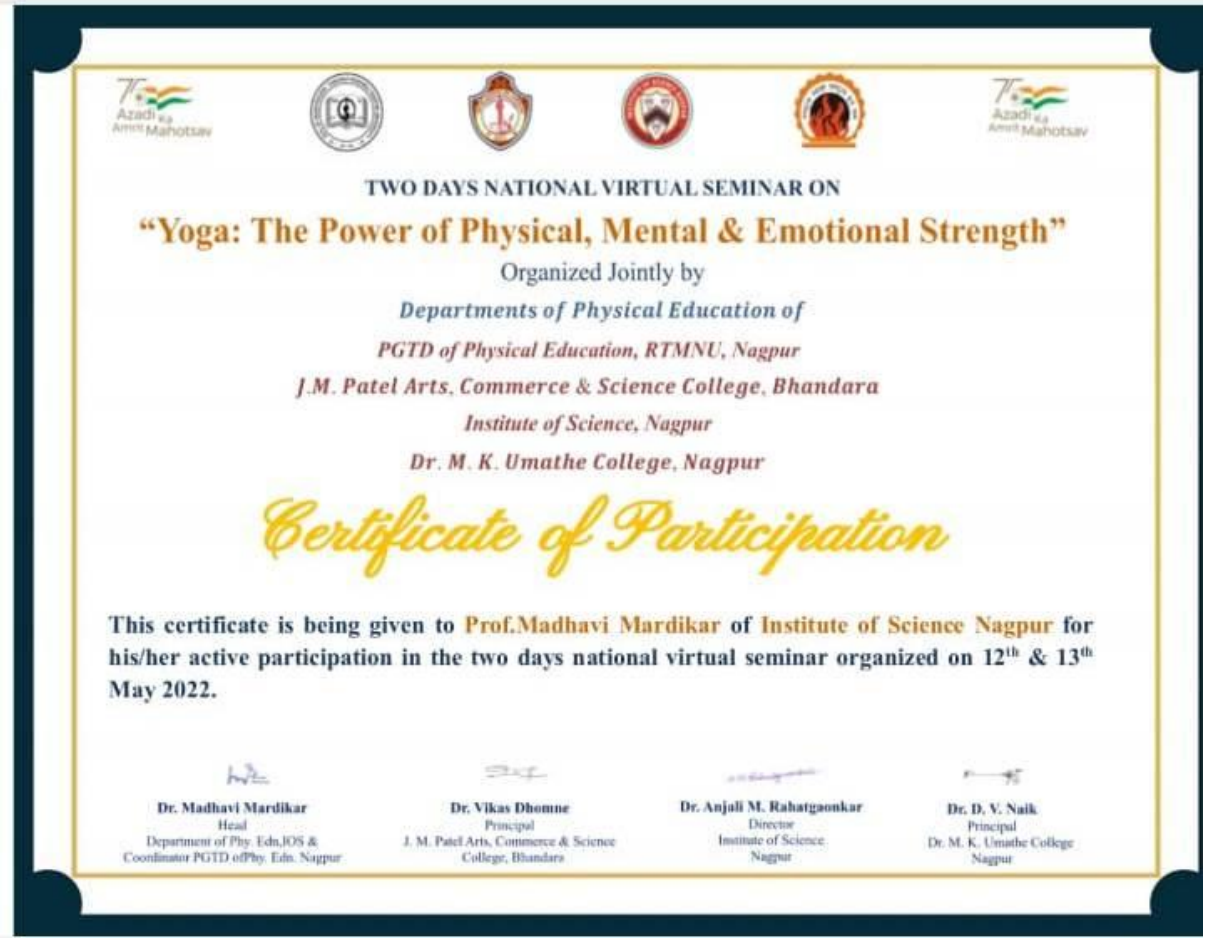 Azadi Ka
Amrit Mahotsav
Azadi Ka
Amrit Mahotsav
TWO DAYS NATIONAL VIRTUAL SEMINAR ON
“Yoga: The Power of Physical, Mental & Emotional Strength”
Organized Jointly by
Departments of Physical Education of
PGTD of Physical Education, RTMNU, Nagpur
J.M. Patel Arts, Commerce & Science College, Bhandara
Institute of Science, Nagpur
Dr. M. K. Umathe College, Nagpur
Certificate of Participation
This certificate is being given to Prof.Madhavi Mardikar of Institute of Science Nagpur for
his/her active participation in the two days national virtual seminar organized on 12th & 13th
May 2022.
Dr. Madhavi Mardikar
Head
Department of Phy. Edn,IOS &
Coordinator PGTD ofPhy. Edn. Nagpur
Dr. Vikas Dhomne
Principal
J. M. Patel Arts, Commerce & Science
College, Bhandara
Dr. Anjali M. Rahatgaonkar
Director
Institute of Science
Nagpur
Dr. D. V. Naik
Principal
Dr. M. K. Umathe College
Nagpur